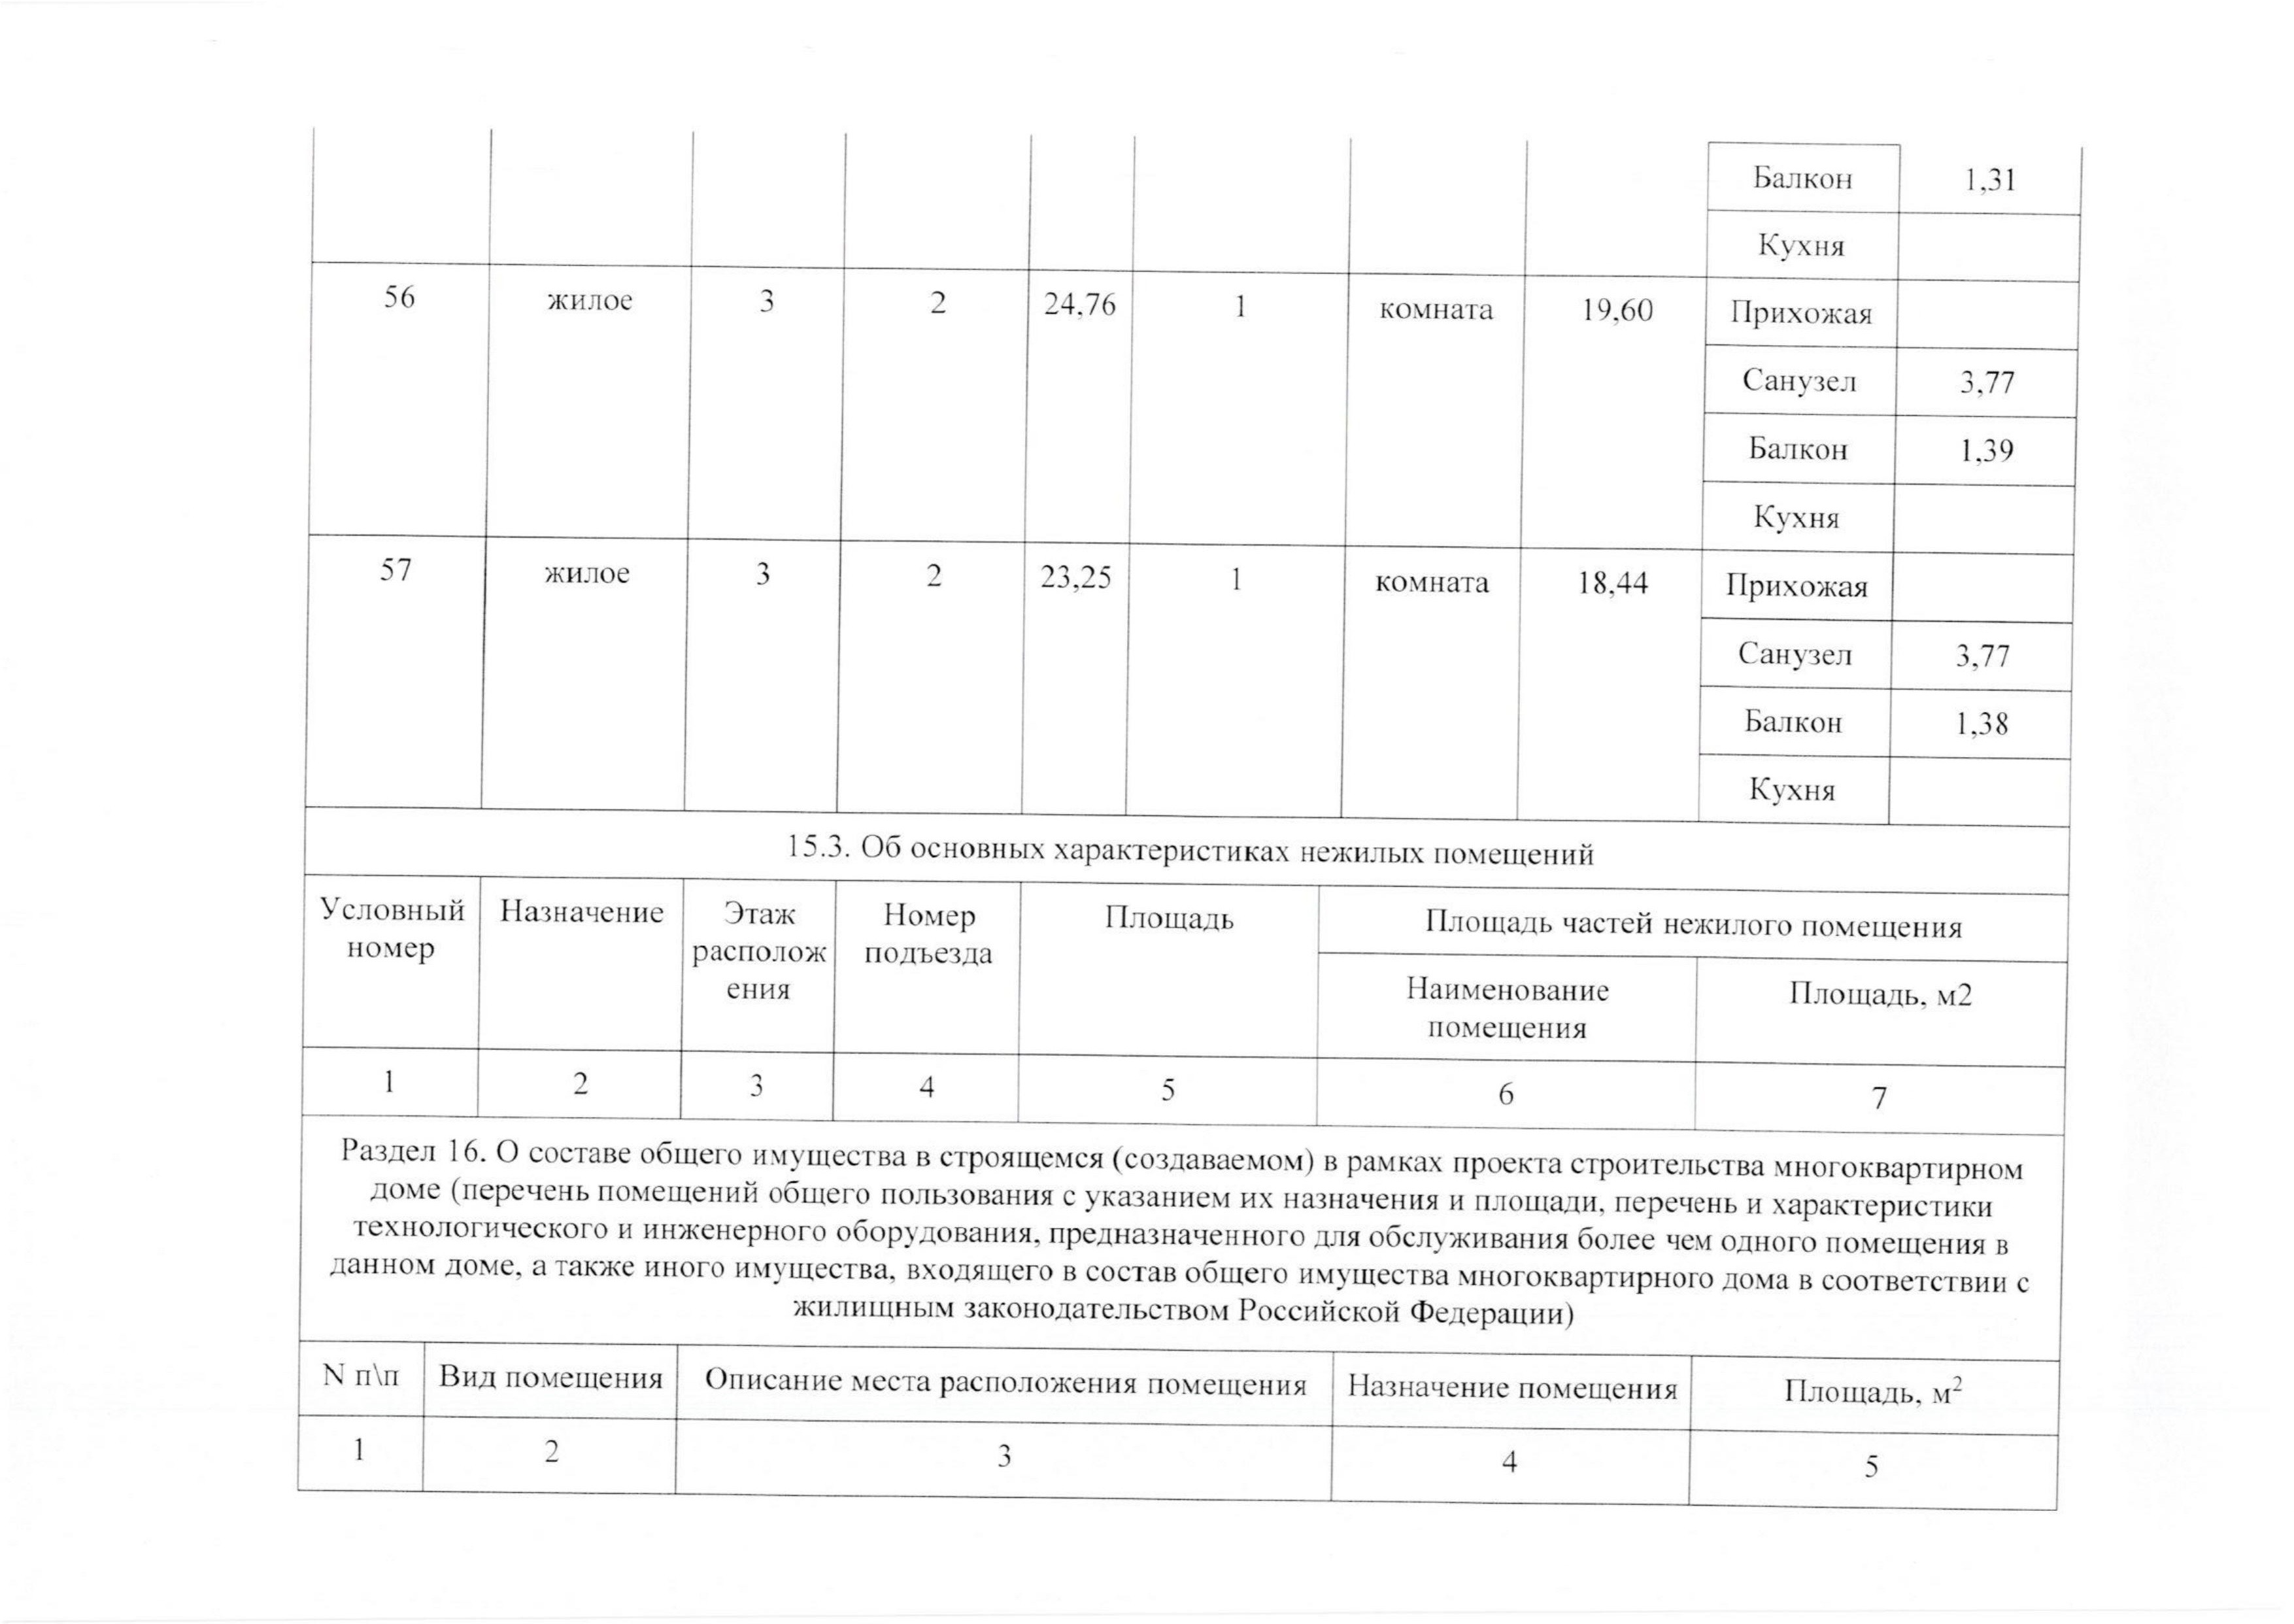 Балкон 1,31
Кухня
56 жилое 3 2 24,76 1 комната 19,60 Прихожая
Санузел 3,77
Балкон 1,39
Кухня
57 жилое 3 2 23,25 1 комната 18,44 Прихожая
Санузел 3,77
Балкон 1,38
Кухня
15.3. Об основных характеристиках нежилых помещений
Условный
номер
Назначение
Этаж
располож
ения
Номер
подъезда
Площадь
Площадь частей нежилого помещения
Наименование
помещения
Площадь, м2
1 2 3 4 5 6 7
Раздел 16. О составе общего имущества в строящемся (создаваемом) в рамках проекта строительства многоквартирном
доме (перечень помещений общего пользования с указанием их назначения и площади, перечень и характеристики
технологического и инженерного оборудования, предназначенного для обслуживания более чем одного помещения в
данном доме, а также иного имущества, входящего в состав общего имущества многоквартирного дома в соответствии с
жилищным законодательством Российской Федерации)
N п\п Вид помещения Описание места расположения помещения Назначение помещения Площадь, м²
1 2 3 4 5